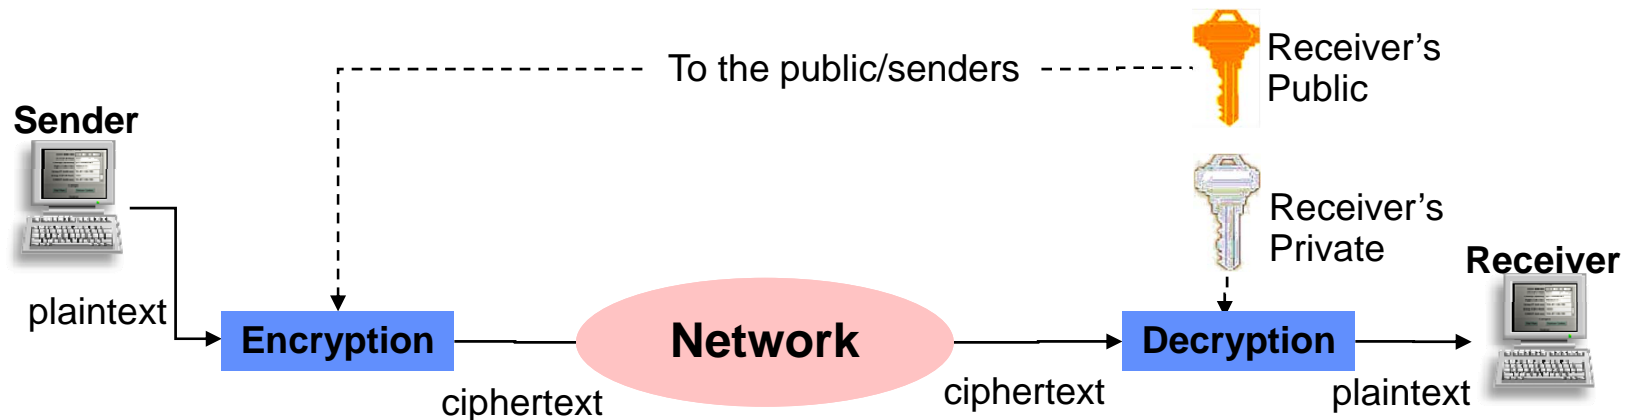 To the public/senders
Receiver's
Public
Sender
Receiver's
Private
Receiver
plaintext
Encryption
Network
Decryption
ciphertext
ciphertext
plaintext